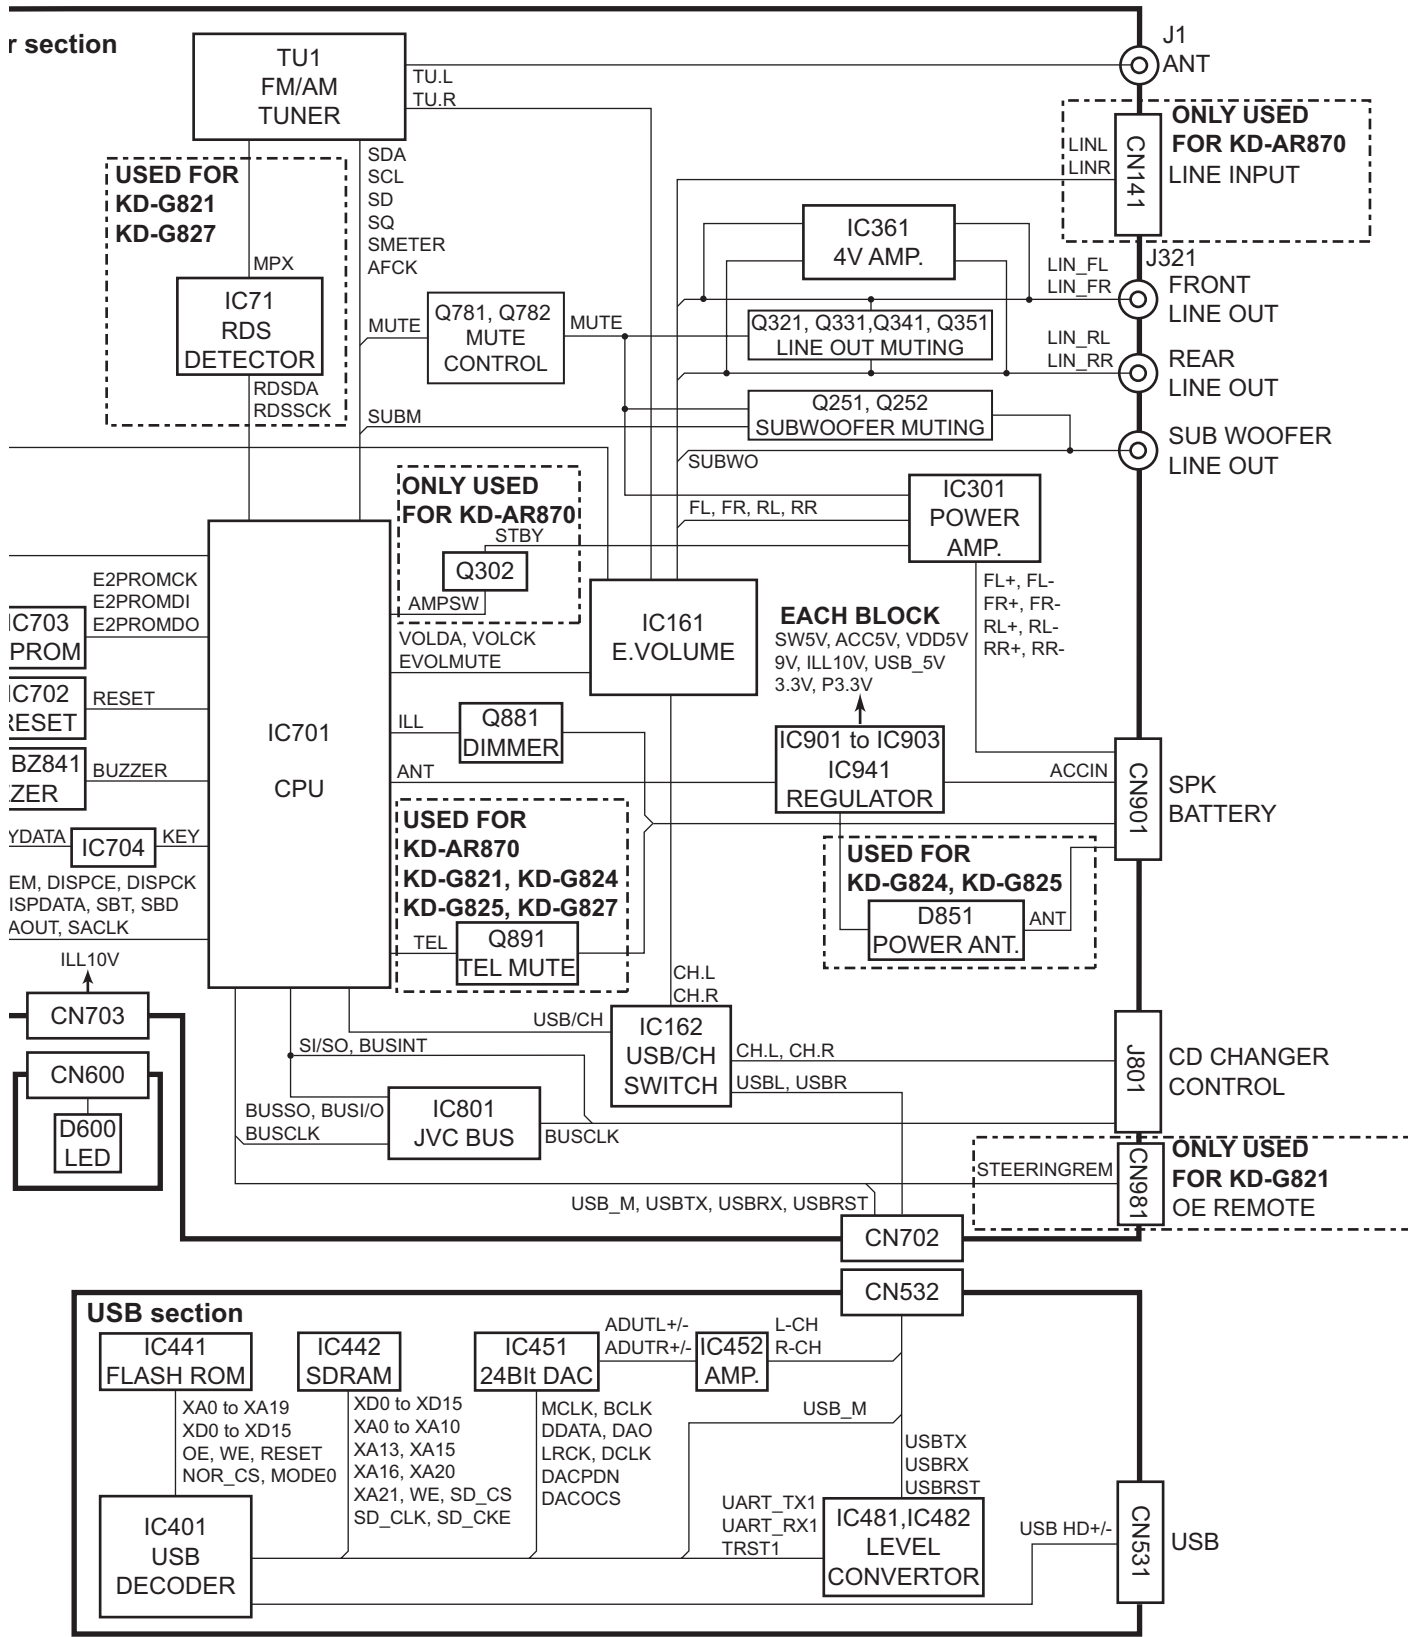 r section
TU1
FM/AM
TUNER
TU.L
TU.R
J1
ANT
ONLY USED
FOR KD-AR870
LINE INPUT
LINL
LINR
CN141
USED FOR
KD-G821
KD-G827
SDA
SCL
SD
SQ
SMETER
AFCK
MPX
IC71
RDS
DETECTOR
RDSDA
RDSSCK
IC361
4V AMP.
J321
LIN_FL
LIN_FR
FRONT
LINE OUT
MUTE
Q781, Q782
MUTE
CONTROL
MUTE
Q321, Q331,Q341, Q351
LINE OUT MUTING
LIN_RL
LIN_RR
REAR
LINE OUT
SUBM
Q251, Q252
SUBWOOFER MUTING
SUBWO
SUB WOOFER
LINE OUT
ONLY USED
FOR KD-AR870
STBY
Q302
AMPSW
FL, FR, RL, RR
IC301
POWER
AMP.
FL+, FL-
FR+, FR-
RL+, RL-
RR+, RR-
E2PROMCK
E2PROMDI
E2PROMDO
IC703
PROM
IC702
RESET
RESET
BZ841
ZZER
BUZZER
YDATA
IC704
KEY
EM, DISPCE, DISPCK
ISPDATA, SBT, SBD
AOUT, SACLK
IC701
CPU
VOLDA, VOLCK
EVOLMUTE
IC161
E.VOLUME
EACH BLOCK
SW5V, ACC5V, VDD5V
9V, ILL10V, USB_5V
3.3V, P3.3V
ILL
Q881
DIMMER
ANT
IC901 to IC903
IC941
REGULATOR
ACCIN
CN901
SPK
BATTERY
USED FOR
KD-AR870
KD-G821, KD-G824
KD-G825, KD-G827
TEL
Q891
TEL MUTE
USED FOR
KD-G824, KD-G825
D851
POWER ANT.
ANT
ILL10V
CN703
CN600
D600
LED
CH.L
CH.R
USB/CH
IC162
USB/CH
SWITCH
CH.L, CH.R
USBL, USBR
J801
CD CHANGER
CONTROL
SI/SO, BUSINT
BUSSO, BUSI/O
BUSCLK
IC801
JVC BUS
BUSCLK
STEERINGREM
CN981
ONLY USED
FOR KD-G821
OE REMOTE
USB_M, USBTX, USBRX, USBRST
CN702
CN532
USB section
IC441
FLASH ROM
IC442
SDRAM
IC451
24BIt DAC
ADUTL+/-
ADUTR+/-
IC452
AMP.
L-CH
R-CH
XA0 to XA19
XD0 to XD15
OE, WE, RESET
NOR_CS, MODE0
XD0 to XD15
XA0 to XA10
XA13, XA15
XA16, XA20
XA21, WE, SD_CS
SD_CLK, SD_CKE
MCLK, BCLK
DDATA, DAO
LRCK, DCLK
DACPDN
DACOCS
USB_M
USBTX
USBRX
USBRST
IC401
USB
DECODER
UART_TX1
UART_RX1
TRST1
IC481,IC482
LEVEL
CONVERTOR
USB HD+/-
CN531
USB